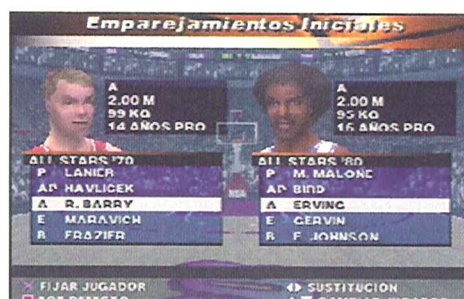 Emparejamientos Iniciales
A
2.00 M
99 KG
14 AÑOS PRO
A
2.00 M
95 KG
16 AÑOS PRO
ALL STARS '70
P LANIER
AP HAVLICEK
A R. BARRY
E MARAVICH
B FRAZIER
ALL STARS '80
P M. MALONE
AP BIRD
A ERVING
E GERVIN
B E. JOHNSON
FIJAR JUGADOR
SUSTITUCION